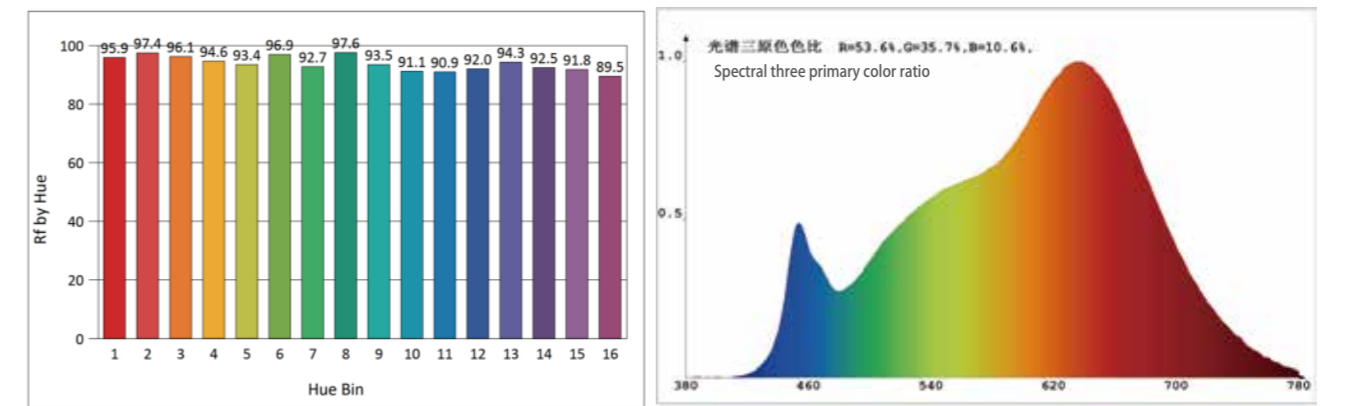 95.9 97.4 96.1 94.6 93.4 96.9 92.7 97.6 93.5 91.1 90.9 92.0 94.3 92.5 91.8 89.5
100
80
60
40
20
0
Rf by Hue
1 2 3 4 5 6 7 8 9 10 11 12 13 14 15 16
Hue Bin
光谱三原色色比 R=53.6%,G=35.7%,B=10.6%,
Spectral three primary color ratio
1.0
0.5
380 460 540 620 700 780